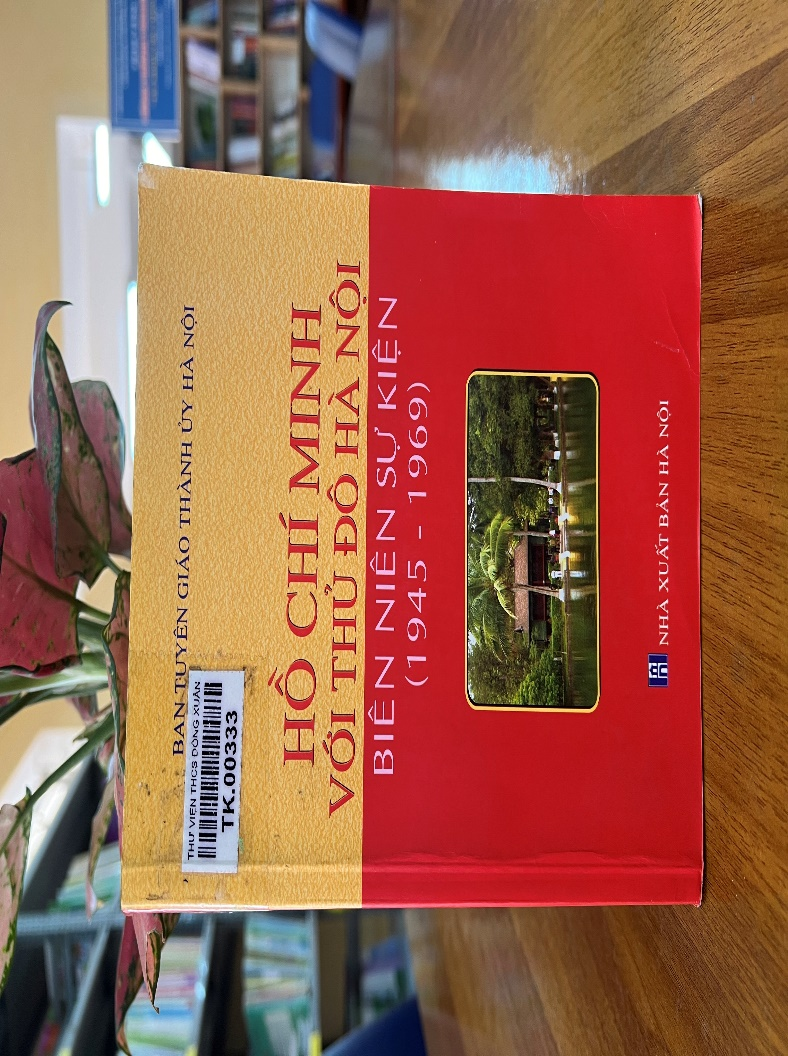 BAN TUYÊN GIÁO THÀNH ỦY HÀ NỘI
THƯ VIỆN THCS ĐỒNG XUÂN
TK.00333
HỒ CHÍ MINH
VỚI THỦ ĐÔ HÀ NỘI
BIÊN NIÊN SỰ KIỆN
(1945 - 1969)
NHÀ XUẤT BẢN HÀ NỘI